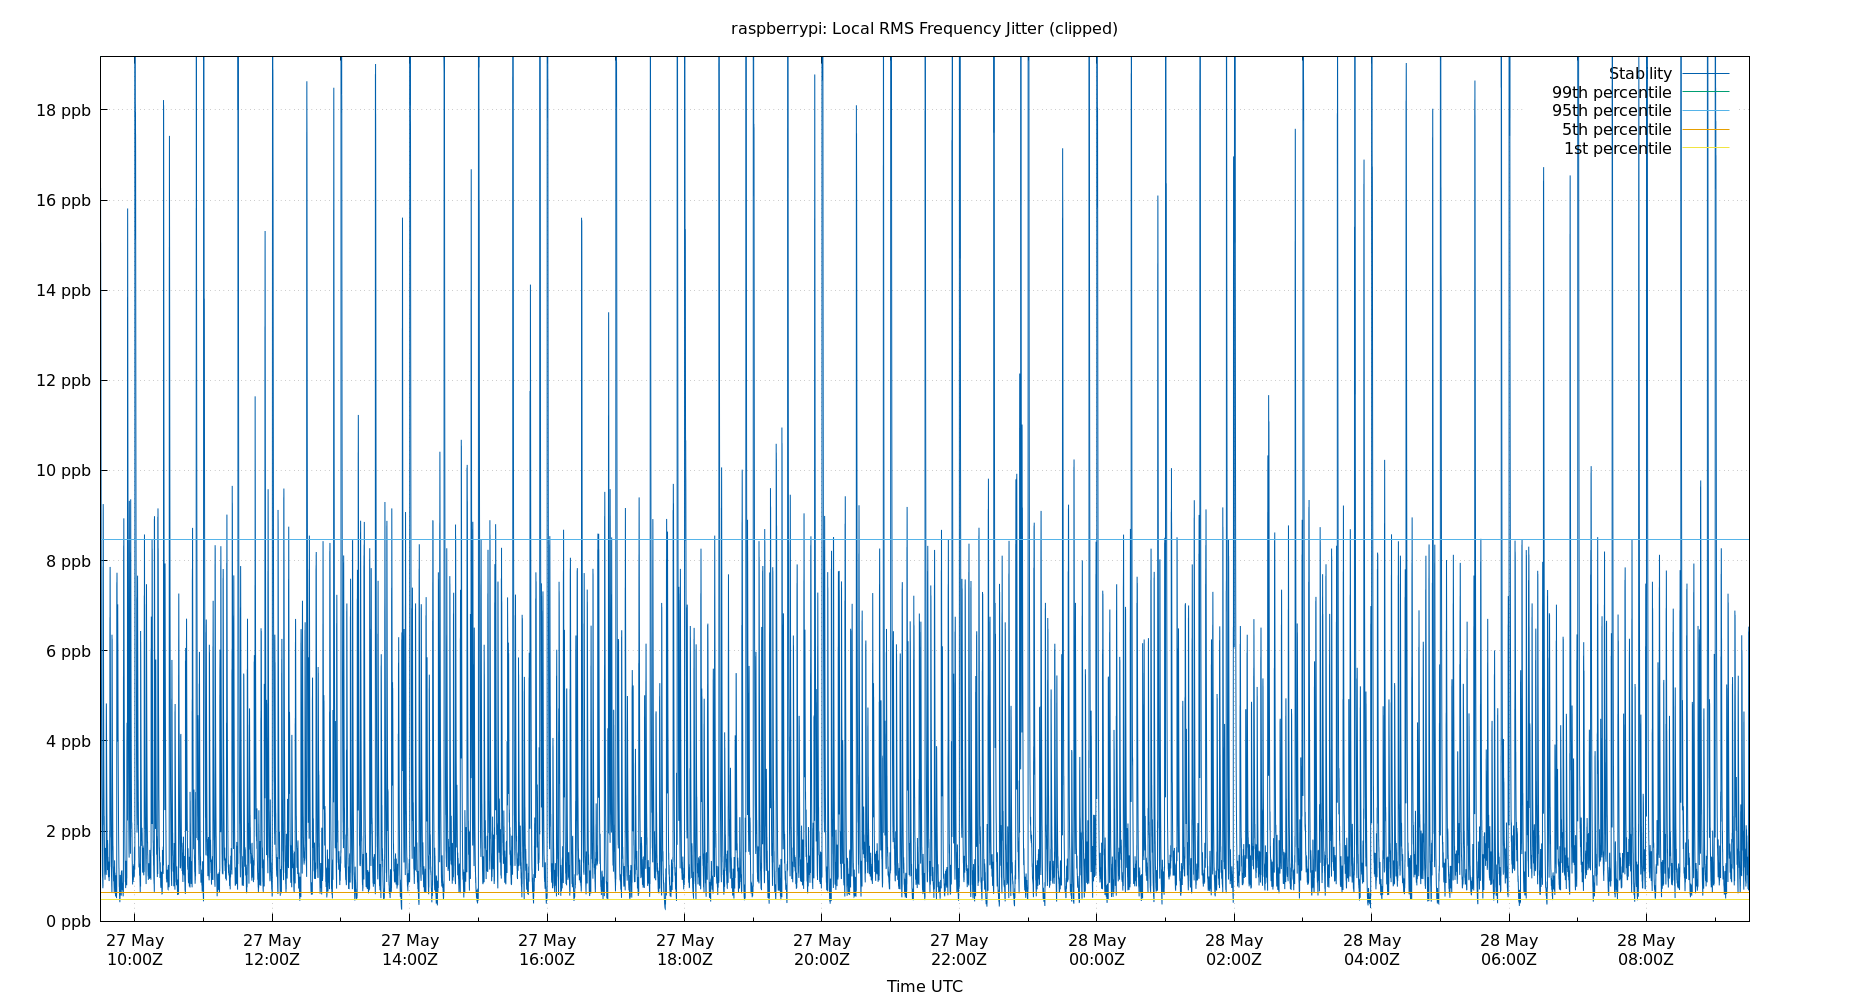 raspberrypi: Local RMS Frequency Jitter (clipped)
Stability
99th percentile
95th percentile
5th percentile
1st percentile
18 ppb
16 ppb
14 ppb
12 ppb
10 ppb
8 ppb
6 ppb
4 ppb
2 ppb
0 ppb
27 May 27 May 27 May 27 May 27 May 27 May 27 May 28 May 28 May 28 May 28 May 28 May
10:00Z 12:00Z 14:00Z 16:00Z 18:00Z 20:00Z 22:00Z 00:00Z 02:00Z 04:00Z 06:00Z 08:00Z
Time UTC